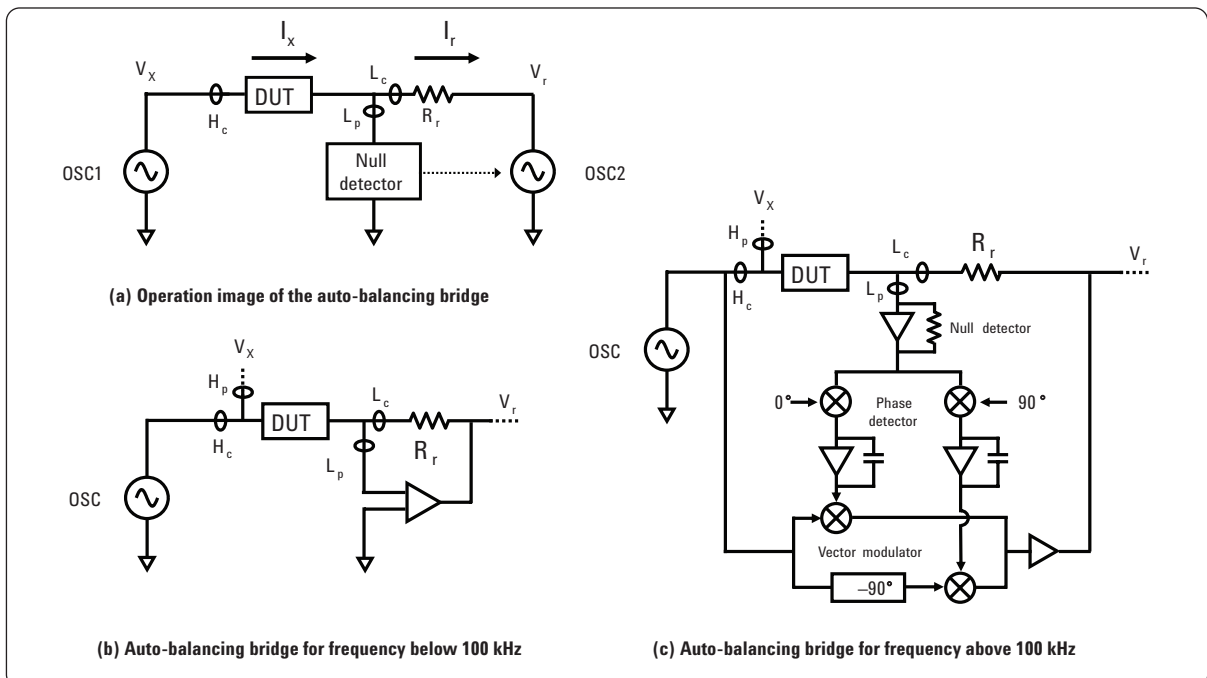 I x
I r
V X
DUT
L c
V r
H c
L p
R r
OSC1
Null
detector
OSC2
(a) Operation image of the auto-balancing bridge
V X
H p
DUT
L c
V r
H c
L p
R r
OSC
(b) Auto-balancing bridge for frequency below 100 kHz
V X
H p
L c
R r
V r
DUT
H c
L p
Null detector
OSC
0°
Phase
detector
90°
Vector modulator
–90°
(c) Auto-balancing bridge for frequency above 100 kHz